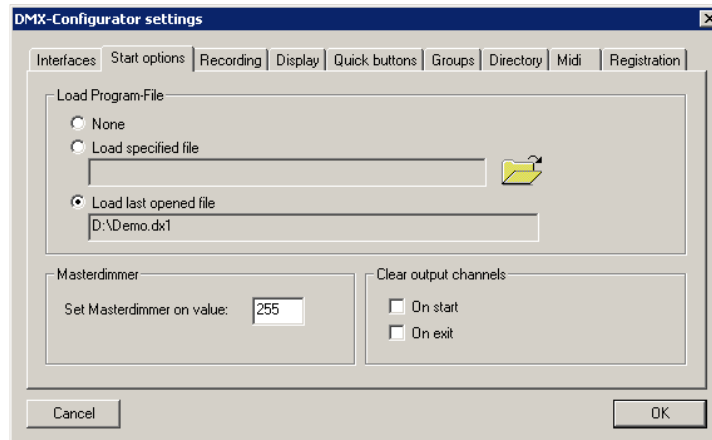 DMX-Configurator settings
Interfaces Start options Recording Display Quick buttons Groups Directory Midi Registration
Load Program-File
None
Load specified file
Load last opened file
D:\Demo.dx1
Masterdimmer
Set Masterdimmer on value: 255
Clear output channels
On start
On exit
Cancel OK